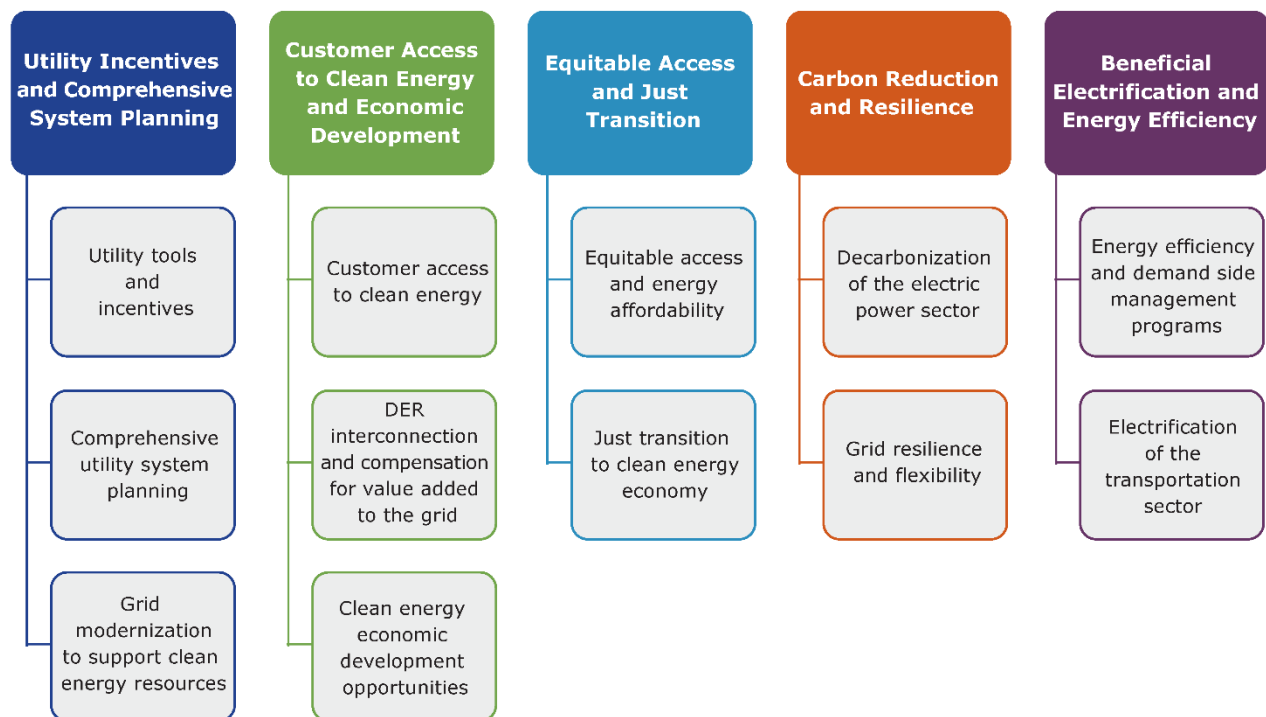 Utility Incentives
and Comprehensive
System Planning
Utility tools
and
incentives
Comprehensive
utility system
planning
Grid
modernization
to support clean
energy resources
Customer Access
to Clean Energy
and Economic
Development
Customer access
to clean energy
DER
interconnection
and compensation
for value added
to the grid
Clean energy
economic
development
opportunities
Equitable Access
and Just
Transition
Equitable access
and energy
affordability
Just transition
to clean energy
economy
Carbon Reduction
and Resilience
Decarbonization
of the electric
power sector
Grid resilience
and flexibility
Beneficial
Electrification and
Energy Efficiency
Energy efficiency
and demand side
management
programs
Electrification
of the
transportation
sector